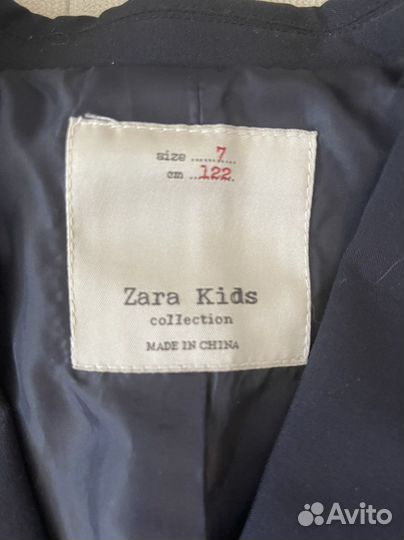 size ......7.....
cm ..122..
Zara Kids
collection
MADE IN CHINA
Avito